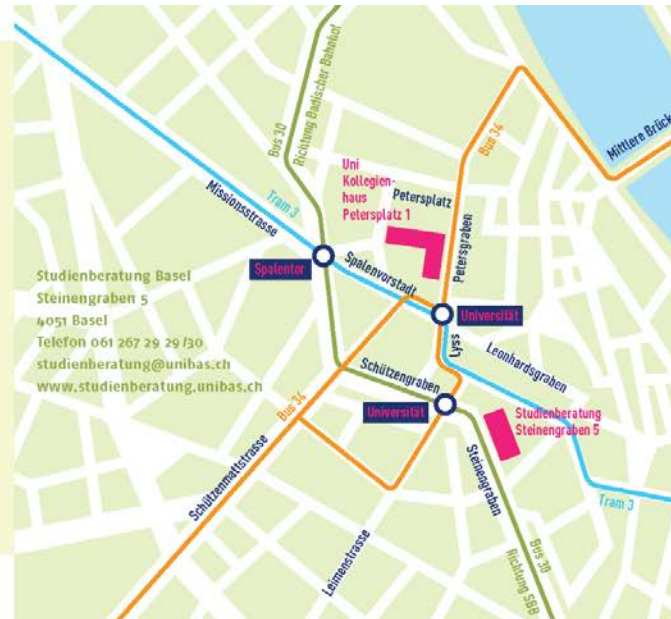 Bus 30
Richtung Badischer Bahnhof
Bus 34
Mittlere Brück
Uni
Kollegien-
haus
Petersplatz 1
Petersplatz
Petersgraben
Missionsstrasse
Tram 3
Spalentor
Spalenvorstadt
Universität
Lyss
Leonhardsgraben
Studienberatung Basel
Steinengraben 5
4051 Basel
Telefon 061 267 29 29 /30
studienberatung@unibas.ch
www.studienberatung.unibas.ch
Schützengraben
Universität
Studienberatung
Steinengraben 5
Bus 34
Schützenmattstrasse
Steinengraben
Leimenstrasse
Tram 3
Bus 30
Richtung SBB